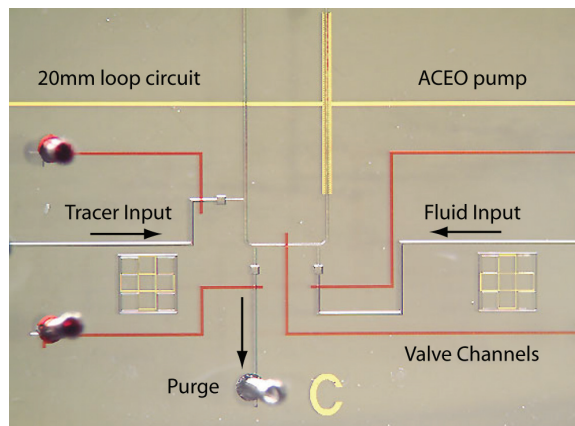 20mm loop circuit
ACEO pump
Tracer Input
Fluid Input
Valve Channels
Purge
C